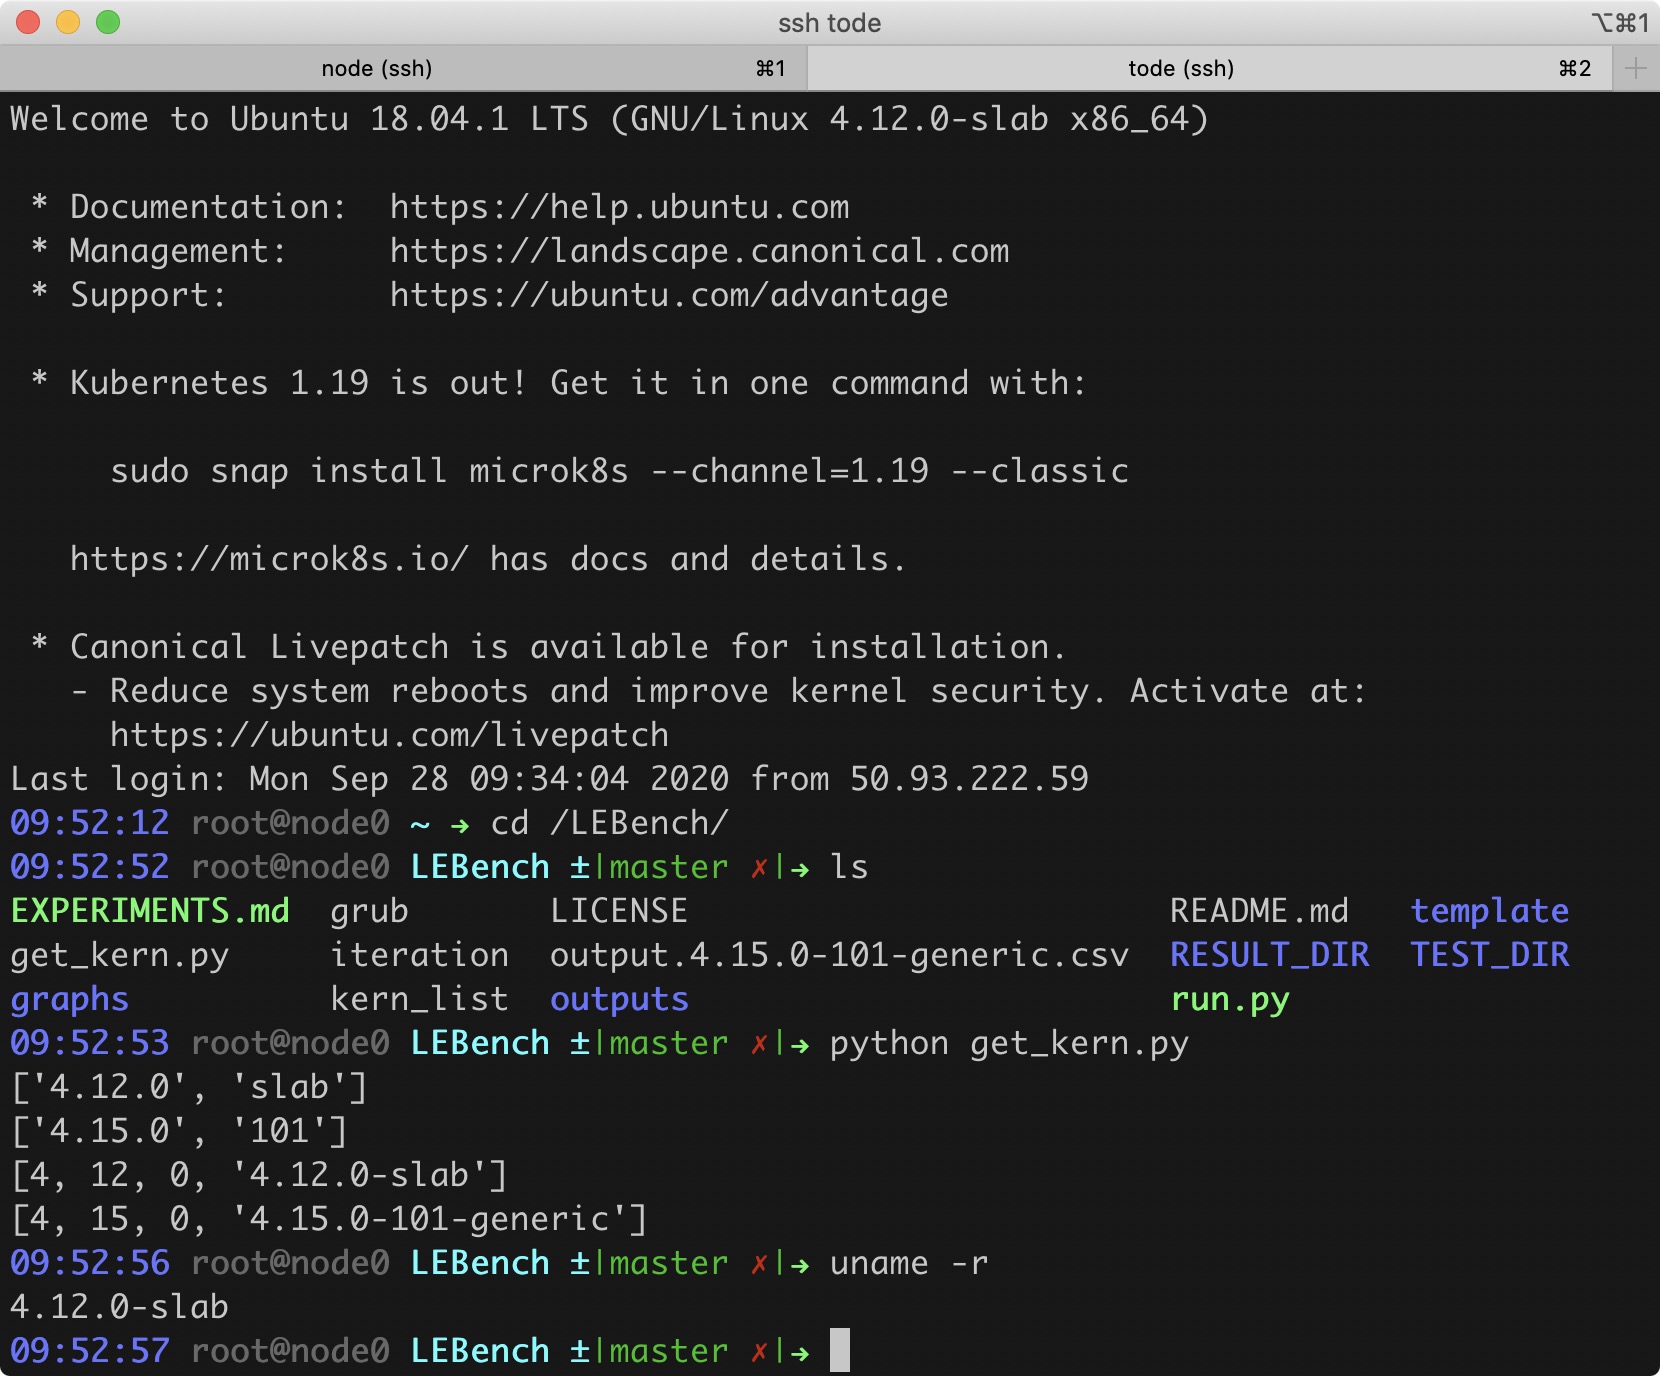 ssh tode ⌥⌘1
node (ssh) ⌘1 tode (ssh) ⌘2 +
Welcome to Ubuntu 18.04.1 LTS (GNU/Linux 4.12.0-slab x86_64)
* Documentation:  https://help.ubuntu.com
* Management:     https://landscape.canonical.com
* Support:        https://ubuntu.com/advantage
* Kubernetes 1.19 is out! Get it in one command with:
sudo snap install microk8s --channel=1.19 --classic
https://microk8s.io/ has docs and details.
* Canonical Livepatch is available for installation.
- Reduce system reboots and improve kernel security. Activate at:
https://ubuntu.com/livepatch
Last login: Mon Sep 28 09:34:04 2020 from 50.93.222.59
09:52:12 root@node0 ~ → cd /LEBench/
09:52:52 root@node0 LEBench ±|master ✗|→ ls
EXPERIMENTS.md  grub       LICENSE                        README.md   template
get_kern.py     iteration  output.4.15.0-101-generic.csv  RESULT_DIR  TEST_DIR
graphs          kern_list  outputs                        run.py
09:52:53 root@node0 LEBench ±|master ✗|→ python get_kern.py
['4.12.0', 'slab']
['4.15.0', '101']
[4, 12, 0, '4.12.0-slab']
[4, 15, 0, '4.15.0-101-generic']
09:52:56 root@node0 LEBench ±|master ✗|→ uname -r
4.12.0-slab
09:52:57 root@node0 LEBench ±|master ✗|→